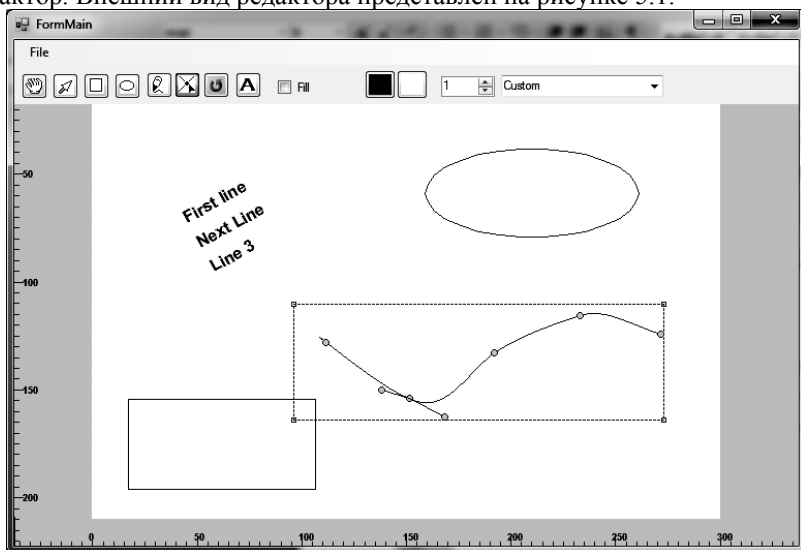 актор. Внешний вид редактора представлен на рисунке 5.1.
FormMain
File
A Fill 1 Custom
First line
Next Line
Line 3
50
100
150
200
0 50 100 150 200 250 300